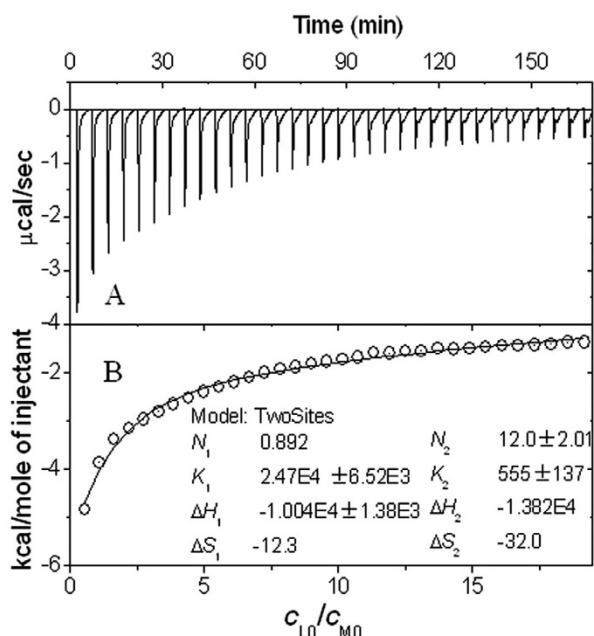 Time (min)
0 30 60 90 120 150
0
-1
-2
-3
-4
μcal/sec
A
B
-2
-4
-6
kcal/mole of injectant
Model: TwoSites
N1 0.892 N2 12.0±2.01
K1 2.47E4 ±6.52E3 K2 555±137
ΔH1 -1.004E4±1.38E3 ΔH2 -1.382E4
ΔS1 -12.3 ΔS2 -32.0
0 5 10 15
cL0/cM0